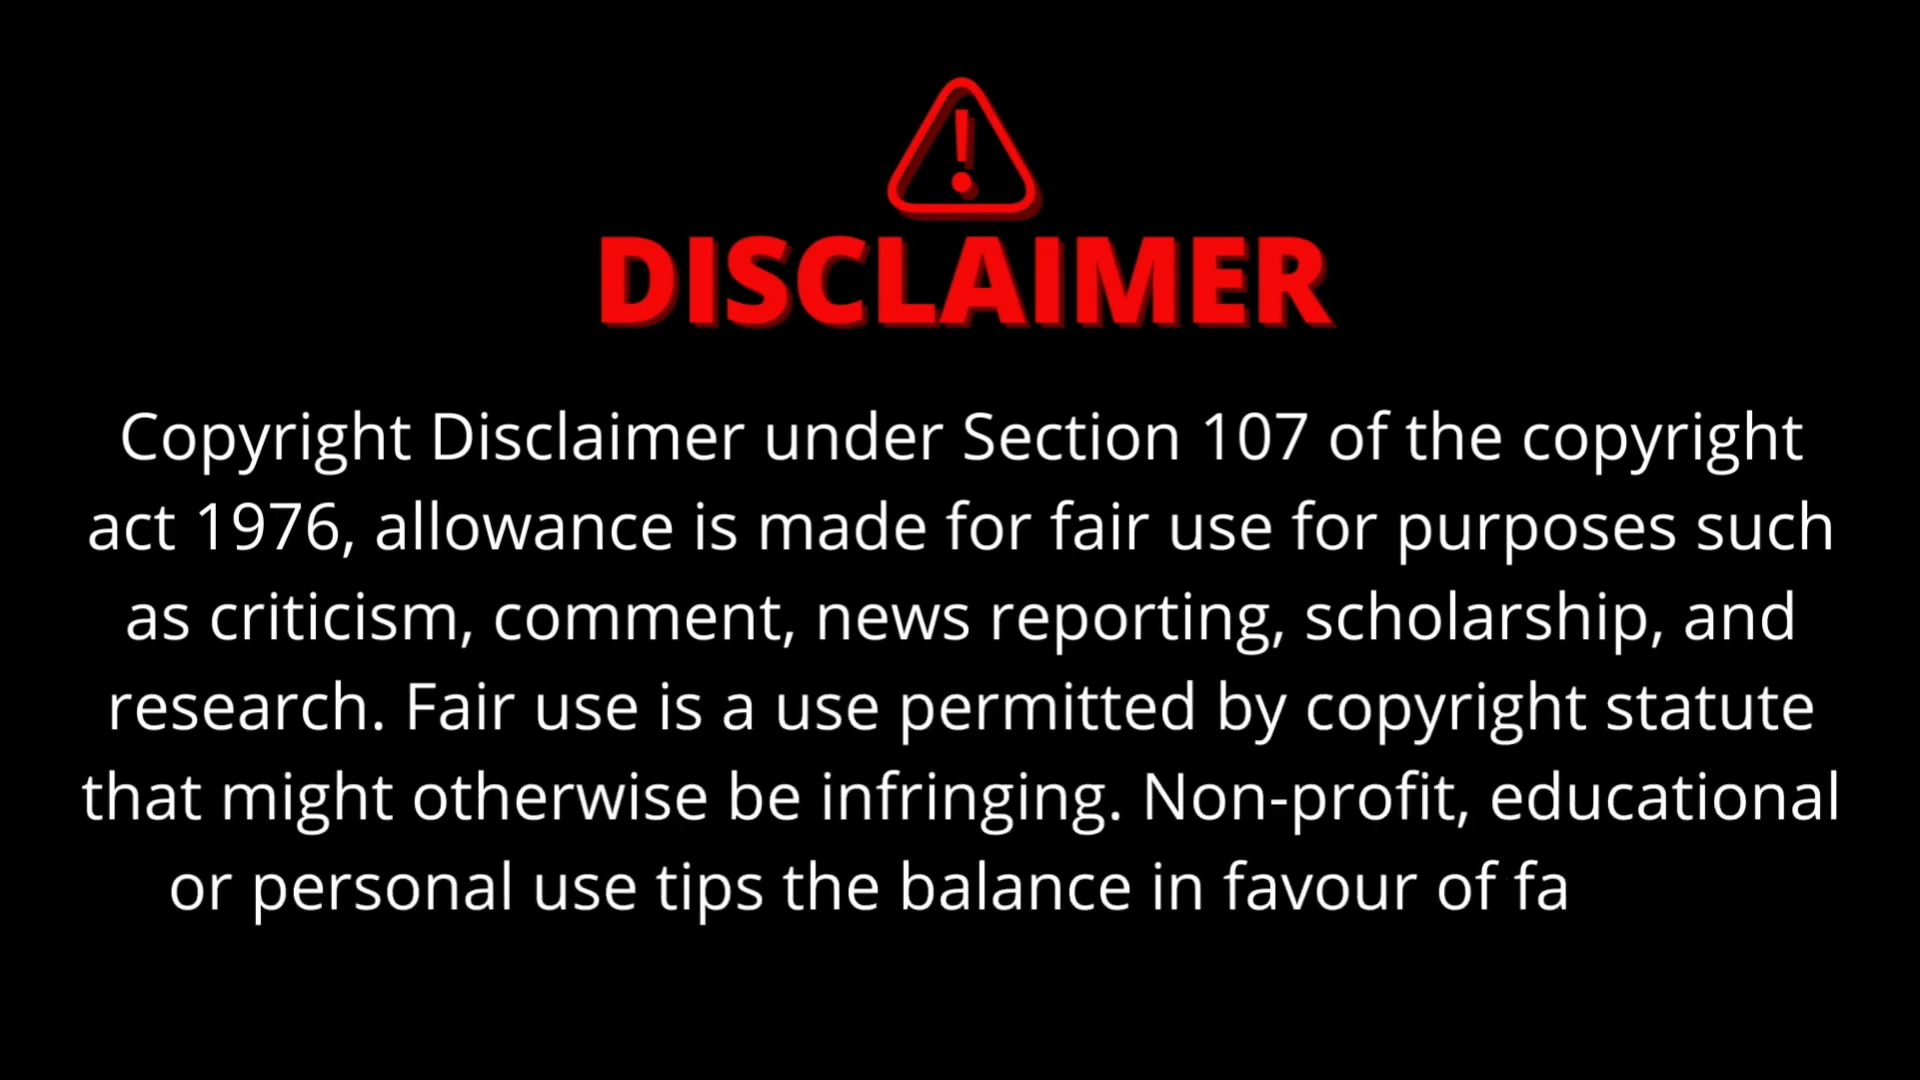 DISCLAIMER
Copyright Disclaimer under Section 107 of the copyright
act 1976, allowance is made for fair use for purposes such
as criticism, comment, news reporting, scholarship, and
research. Fair use is a use permitted by copyright statute
that might otherwise be infringing. Non-profit, educational
or personal use tips the balance in favour of fa